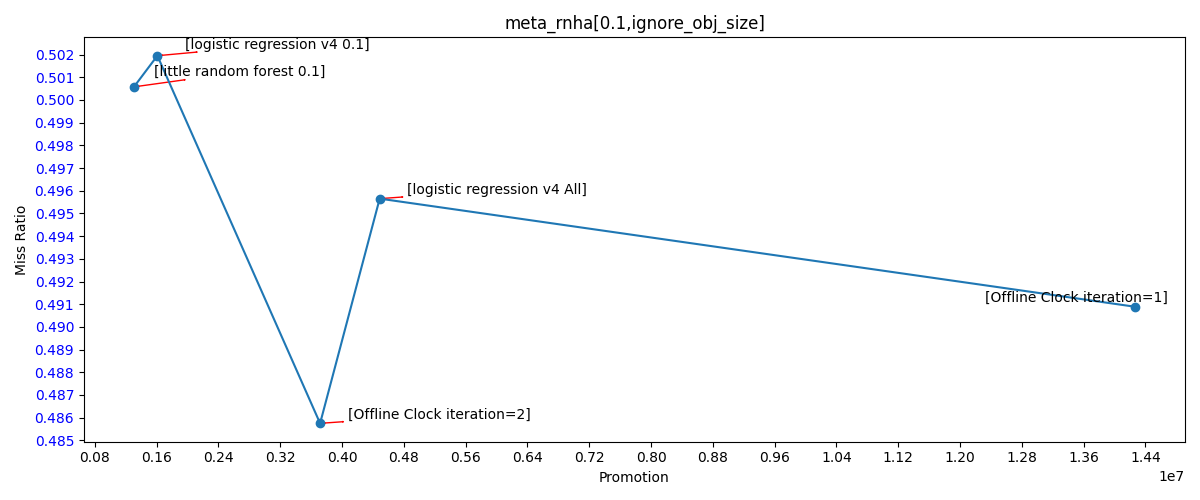 meta_rnha[0.1,ignore_obj_size]
[logistic regression v4 0.1]
[little random forest 0.1]
[logistic regression v4 All]
[Offline Clock iteration=1]
[Offline Clock iteration=2]
Miss Ratio
0.502
0.501
0.500
0.499
0.498
0.497
0.496
0.495
0.494
0.493
0.492
0.491
0.490
0.489
0.488
0.487
0.486
0.485
0.08 0.16 0.24 0.32 0.40 0.48 0.56 0.64 0.72 0.80 0.88 0.96 1.04 1.12 1.20 1.28 1.36 1.44
1e7
Promotion